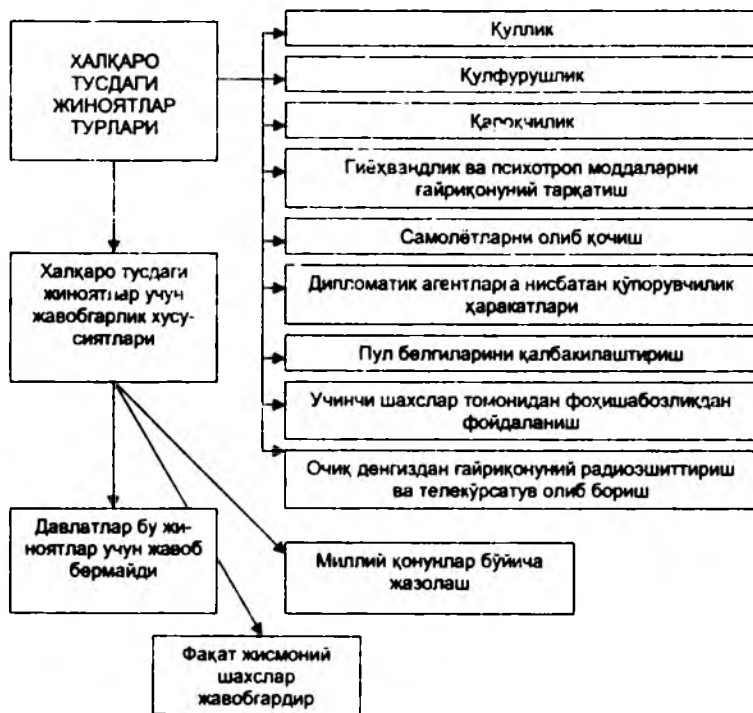 ХАЛҚАРО
ТУСДАГИ
ЖИНОЯТЛАР
ТУРЛАРИ
Қуллик
Қулфурушлик
Қароқчилик
Гиёҳвандлик ва психотроп моддаларни
ғайриқонуний тарқатиш
Самолётларни олиб қочиш
Дипломатик агентларга нисбатан қўпорувчилик
ҳаракатлари
Пул белгиларини қалбакилаштириш
Учинчи шахслар томонидан фоҳишабозликдан
фойдаланиш
Очиқ денгиздан ғайриқонуний радиоэшиттириш
ва телекўрсатув олиб бориш
Халқаро тусдаги
жиноятлар учун
жавобгарлик хусу-
сиятлари
Давлатлар бу жи-
ноятлар учун жавоб
бермайди
Миллий қонунлар бўйича
жазолаш
Фақат жисмоний
шахслар
жавобгардир